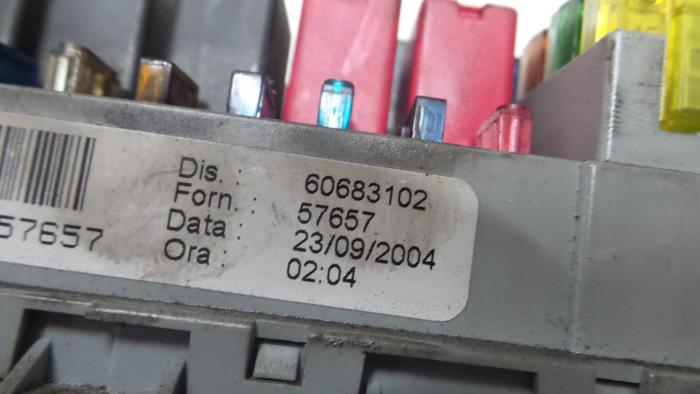 Dis. : 60683102
Forn. : 57657
Data : 23/09/2004
Ora : 02:04
57657